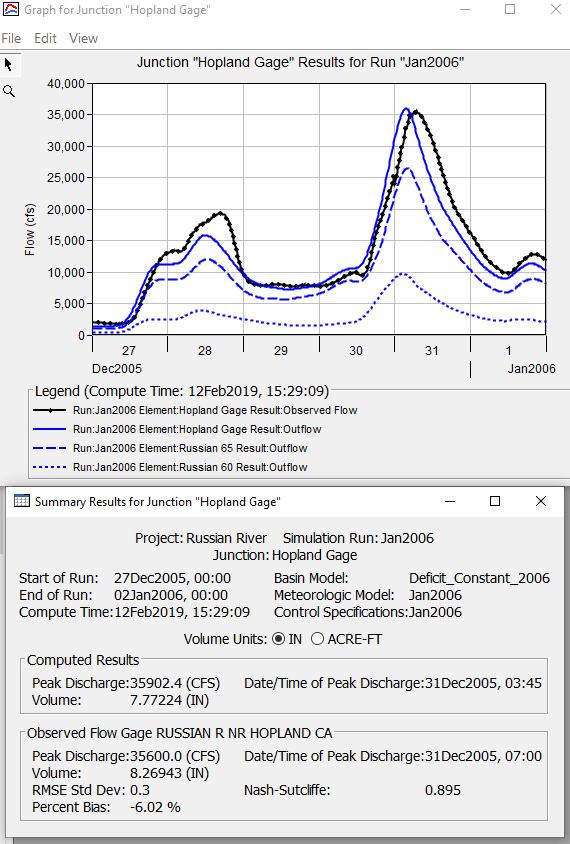 Graph for Junction "Hopland Gage"
File Edit View
Junction "Hopland Gage" Results for Run "Jan2006"
40,000
35,000
30,000
25,000
20,000
15,000
10,000
5,000
0
Flow (cfs)
27 28 29 30 31 1
Dec2005 Jan2006
Legend (Compute Time: 12Feb2019, 15:29:09)
Run:Jan2006 Element:Hopland Gage Result:Observed Flow
Run:Jan2006 Element:Hopland Gage Result:Outflow
Run:Jan2006 Element:Russian 65 Result:Outflow
Run:Jan2006 Element:Russian 60 Result:Outflow
Summary Results for Junction "Hopland Gage"
Project: Russian River Simulation Run: Jan2006
Junction: Hopland Gage
Start of Run: 27Dec2005, 00:00 Basin Model: Deficit_Constant_2006
End of Run: 02Jan2006, 00:00 Meteorologic Model: Jan2006
Compute Time:12Feb2019, 15:29:09 Control Specifications:Jan2006
Volume Units: IN ACRE-FT
Computed Results
Peak Discharge:35902.4 (CFS) Date/Time of Peak Discharge:31Dec2005, 03:45
Volume: 7.77224 (IN)
Observed Flow Gage RUSSIAN R NR HOPLAND CA
Peak Discharge:35600.0 (CFS) Date/Time of Peak Discharge:31Dec2005, 07:00
Volume: 8.26943 (IN)
RMSE Std Dev: 0.3 Nash-Sutcliffe: 0.895
Percent Bias: -6.02 %